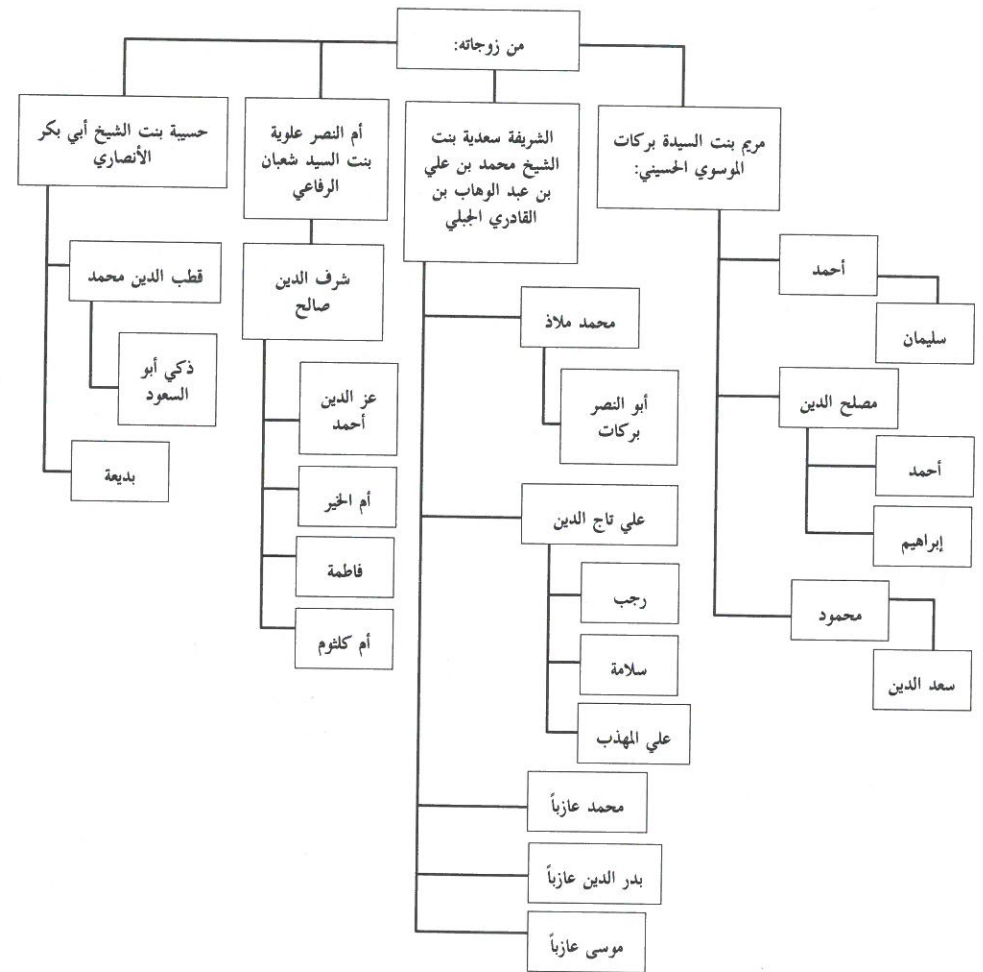 من زوجاته:
مريم بنت السيدة بركات
الموسوي الحسيني:
أحمد
سليمان
مصلح الدين
أحمد
إبراهيم
محمود
سعد الدين
الشريفة سعدية بنت
الشيخ محمد بن علي
بن عبد الوهاب بن
القادري الجبلي
محمد ملاذ
أبو النصر
بركات
علي تاج الدين
رجب
سلامة
علي المهذب
محمد عازباً
بدر الدين عازباً
موسى عازباً
أم النصر علوية
بنت السيد شعبان
الرفاعي
شرف الدين
صالح
عز الدين
أحمد
أم الخير
فاطمة
أم كلثوم
حسيبة بنت الشيخ أبي بكر
الأنصاري
قطب الدين محمد
ذكي أبو
السعود
بديعة